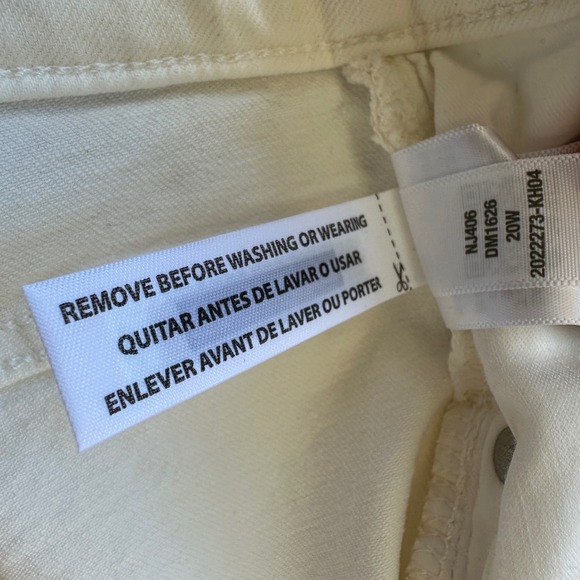 REMOVE BEFORE WASHING OR WEARING
QUITAR ANTES DE LAVAR O USAR
ENLEVER AVANT DE LAVER OU PORTER
NJ406
DM1626
20W
2022273-KH04